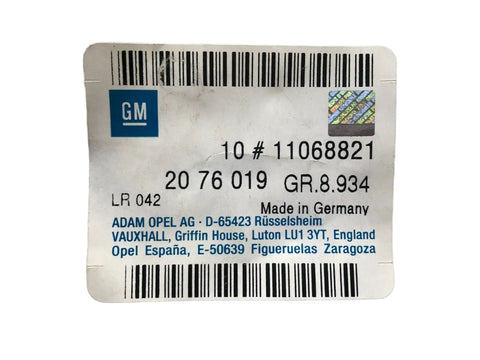 GM
10 # 11068821
20 76 019 GR.8.934
LR 042 Made in Germany
ADAM OPEL AG · D-65423 Rüsselsheim
VAUXHALL, Griffin House, Luton LU1 3YT, England
Opel España, E-50639 Figueruelas Zaragoza